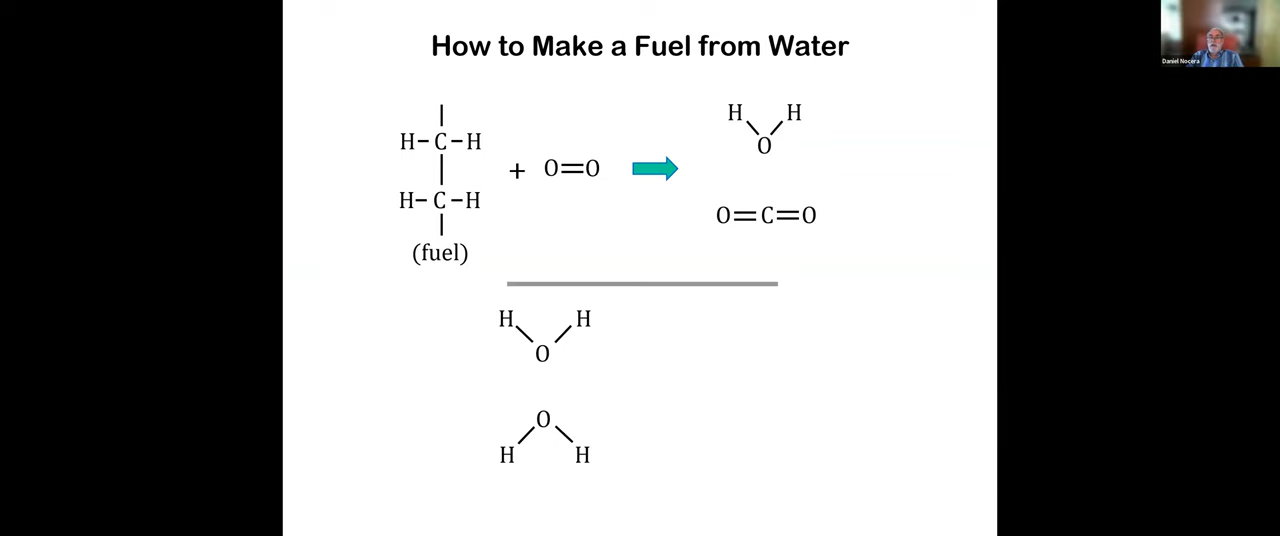 How to Make a Fuel from Water
Daniel Nocera
H H
H-C-H
O
+ O=O
H-C-H
O=C=O
(fuel)
H H
O
O
H H